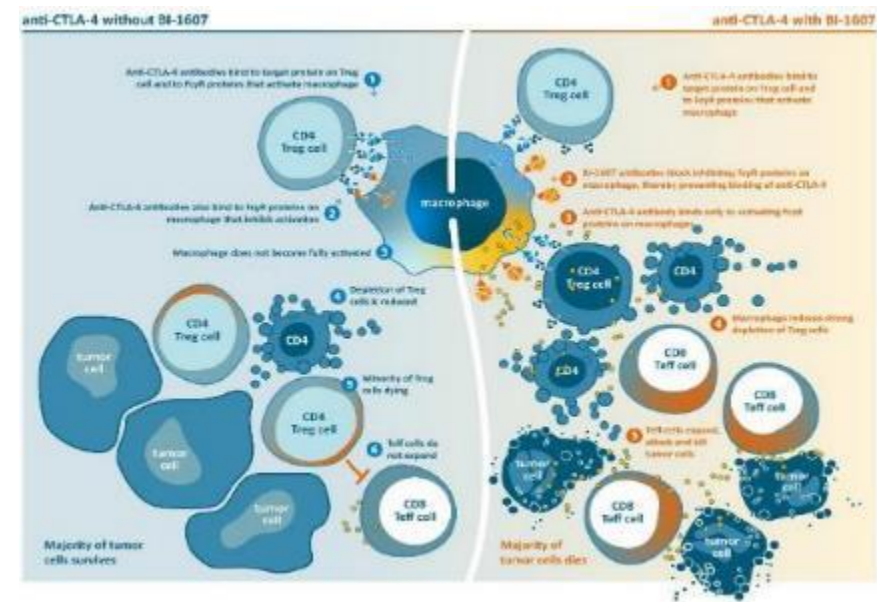 anti-CTLA-4 without BI-1607
anti-CTLA-4 with BI-1607
1
Anti-CTLA-4 antibodies bind to target protein on Treg
cell and to FcγR proteins that activate macrophage
CD4
Treg cell
2
Anti-CTLA-4 antibodies also bind to FcγR proteins on
macrophage that inhibit activation
3
Macrophage does not become fully activated
macrophage
4
Depletion of Treg
cells is reduced
CD4
Treg cell
CD4
tumor
cell
5
Minority of Treg
cells dying
CD4
Treg cell
6
Teff cells do
not expand
tumor
cell
CD8
Teff cell
tumor
cell
Majority of tumor
cells survives
CD4
Treg cell
1
Anti-CTLA-4 antibodies bind to
target protein on Treg cell and
to FcγR proteins that activate
macrophage
2
BI-1607 antibodies block inhibiting FcγR proteins on
macrophage, thereby preventing binding of anti-CTLA-4
3
Anti-CTLA-4 antibody binds only to activating FcγR
proteins on macrophage
CD4
Treg cell
CD4
4
Macrophage induces strong
depletion of Treg cells
CD4
CD8
Teff cell
CD8
Teff cell
5
Teff cells expand,
attack and kill
tumor cells
tumor
cell
CD8
Teff cell
tumor
cell
tumor
cell
Majority of
tumor cells dies